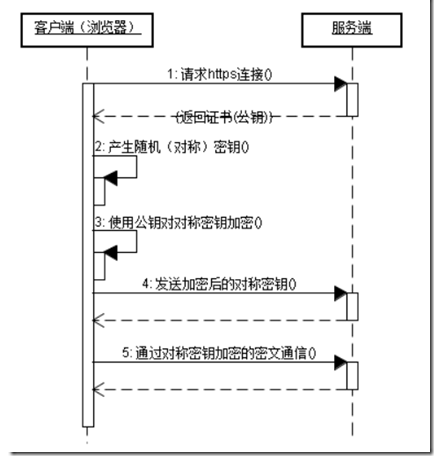 客户端（浏览器）
服务端
1: 请求https连接()
(返回证书(公钥))
2: 产生随机（对称）密钥()
3: 使用公钥对对称密钥加密()
4: 发送加密后的对称密钥()
5: 通过对称密钥加密的密文通信()